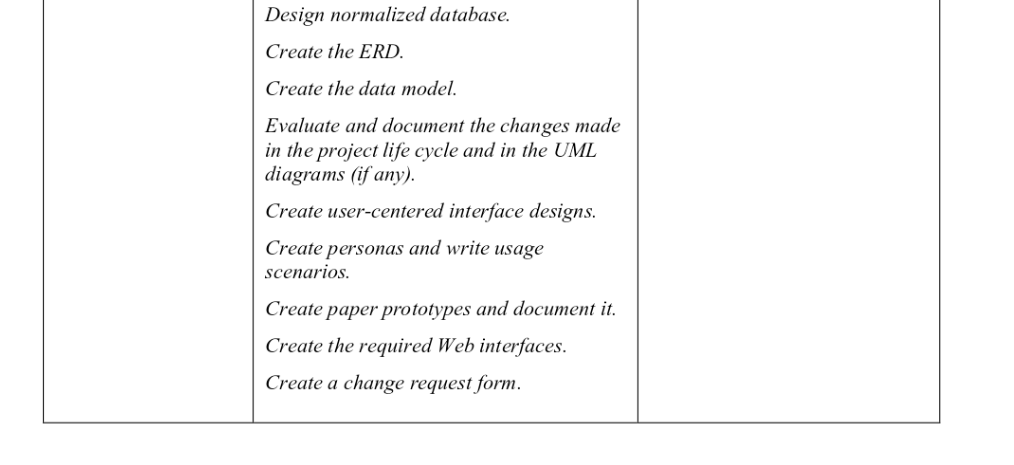 Design normalized database.
Create the ERD.
Create the data model.
Evaluate and document the changes made
in the project life cycle and in the UML
diagrams (if any).
Create user-centered interface designs.
Create personas and write usage
scenarios.
Create paper prototypes and document it.
Create the required Web interfaces.
Create a change request form.